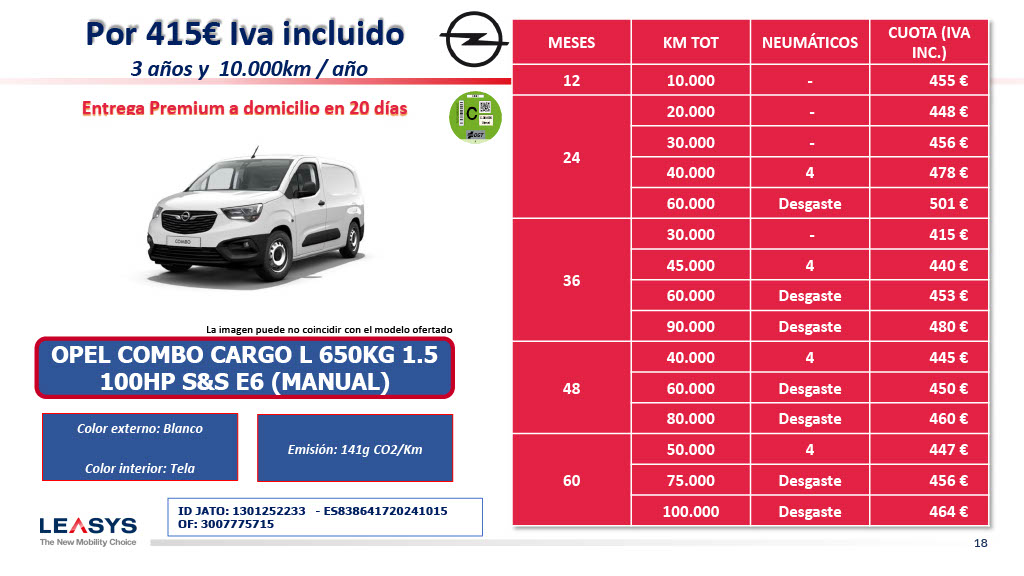 Por 415€ Iva incluido
3 años y 10.000km / año
Entrega Premium a domicilio en 20 días
C
DGT
COMBO
La imagen puede no coincidir con el modelo ofertado
OPEL COMBO CARGO L 650KG 1.5
100HP S&S E6 (MANUAL)
Color externo: Blanco
Color interior: Tela
Emisión: 141g CO2/Km
ID JATO: 1301252233 - ES838641720241015
OF: 3007775715
LEASYS
The New Mobility Choice
MESES KM TOT NEUMÁTICOS CUOTA (IVA INC.)
12 10.000 - 455 €
24 20.000 - 448 €
30.000 - 456 €
40.000 4 478 €
60.000 Desgaste 501 €
36 30.000 - 415 €
45.000 4 440 €
60.000 Desgaste 453 €
90.000 Desgaste 480 €
48 40.000 4 445 €
60.000 Desgaste 450 €
80.000 Desgaste 460 €
60 50.000 4 447 €
75.000 Desgaste 456 €
100.000 Desgaste 464 €
18